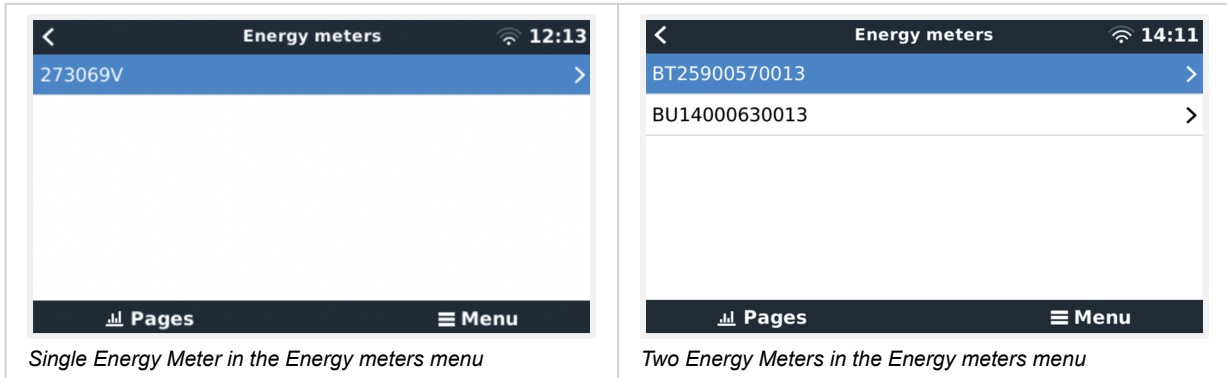 Energy meters 12:13
273069V
Pages Menu
Single Energy Meter in the Energy meters menu
Energy meters 14:11
BT25900570013
BU14000630013
Pages Menu
Two Energy Meters in the Energy meters menu